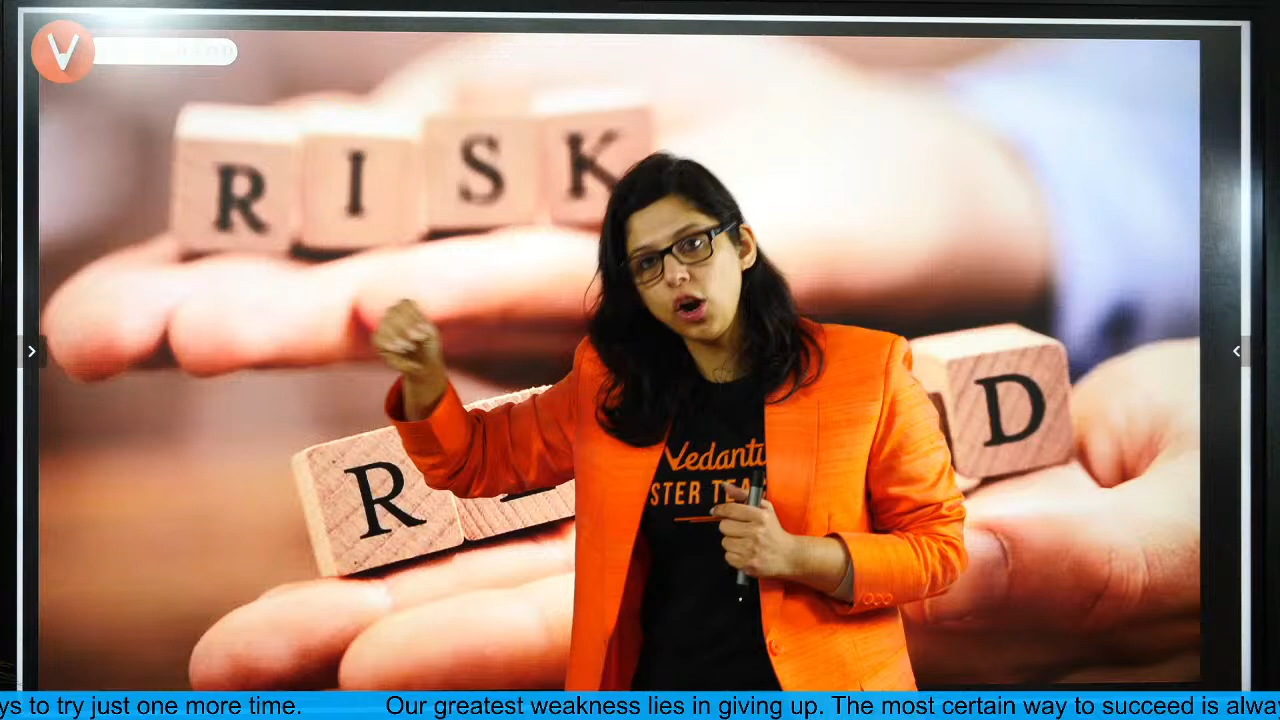 V
RISK
R
D
Vedantu
STER TEA
ys to try just one more time. Our greatest weakness lies in giving up. The most certain way to succeed is alwa